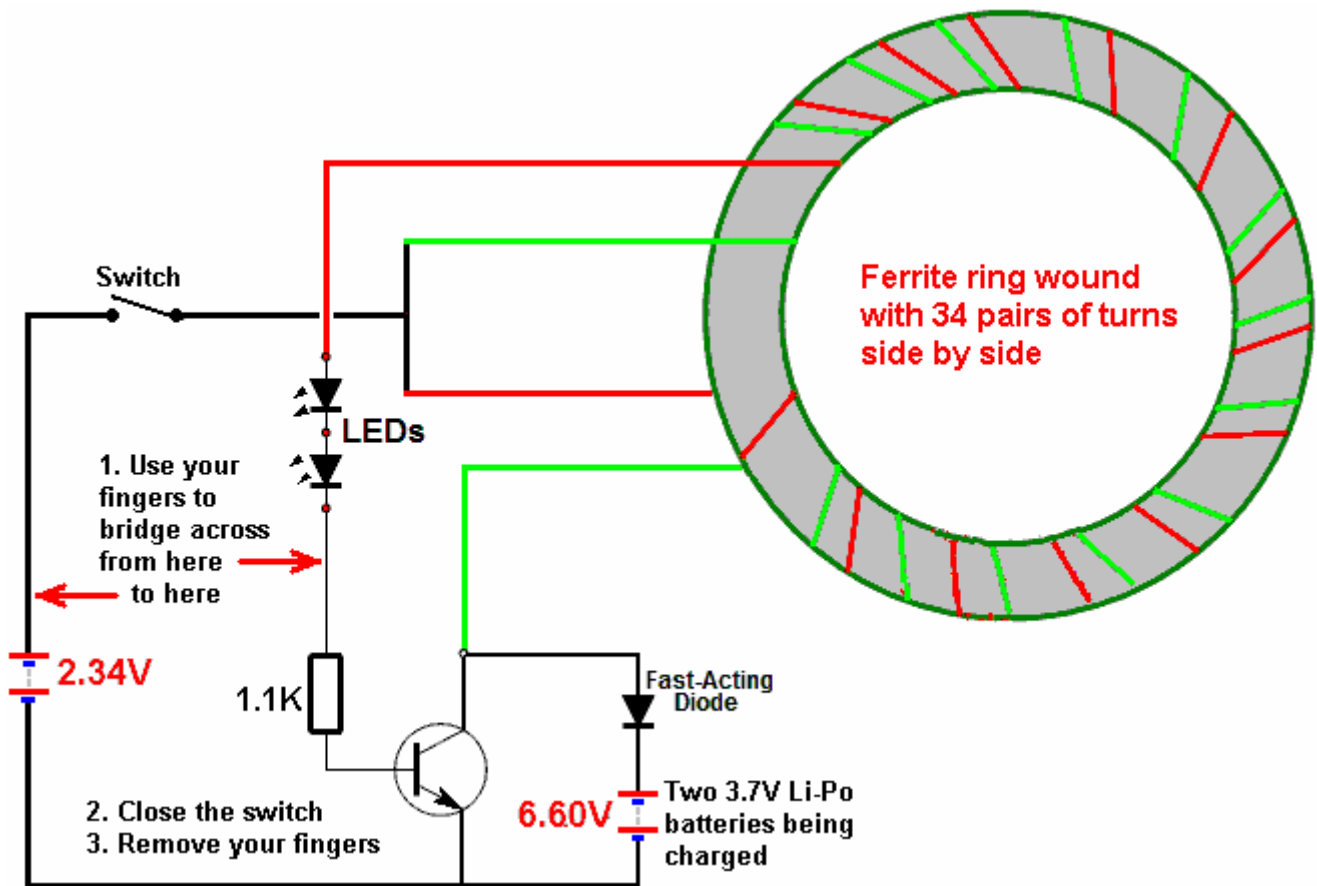 Switch
Ferrite ring wound
with 34 pairs of turns
side by side
LEDs
1. Use your
fingers to
bridge across
from here
to here
2.34V
1.1K
Fast-Acting
Diode
2. Close the switch
3. Remove your fingers
6.60V
Two 3.7V Li-Po
batteries being
charged